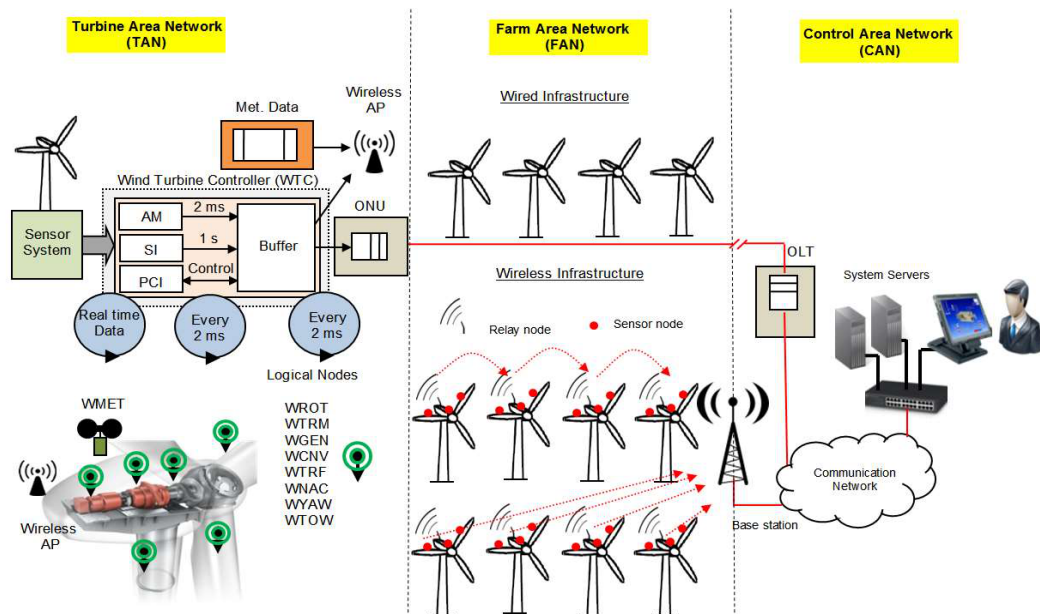 Turbine Area Network
(TAN)
Farm Area Network
(FAN)
Control Area Network
(CAN)
Wireless
AP
Met. Data
Wind Turbine Controller (WTC)
Sensor
System
AM
2 ms
SI
1 s
PCI
Control
Buffer
ONU
Real time
Data
Every
2 ms
Every
2 ms
Logical Nodes
WMET
WROT
WTRM
WGEN
WCNV
WTRF
WNAC
WYAW
WTOW
Wireless
AP
Wired Infrastructure
Wireless Infrastructure
Relay node
Sensor node
Base station
OLT
System Servers
Communication
Network